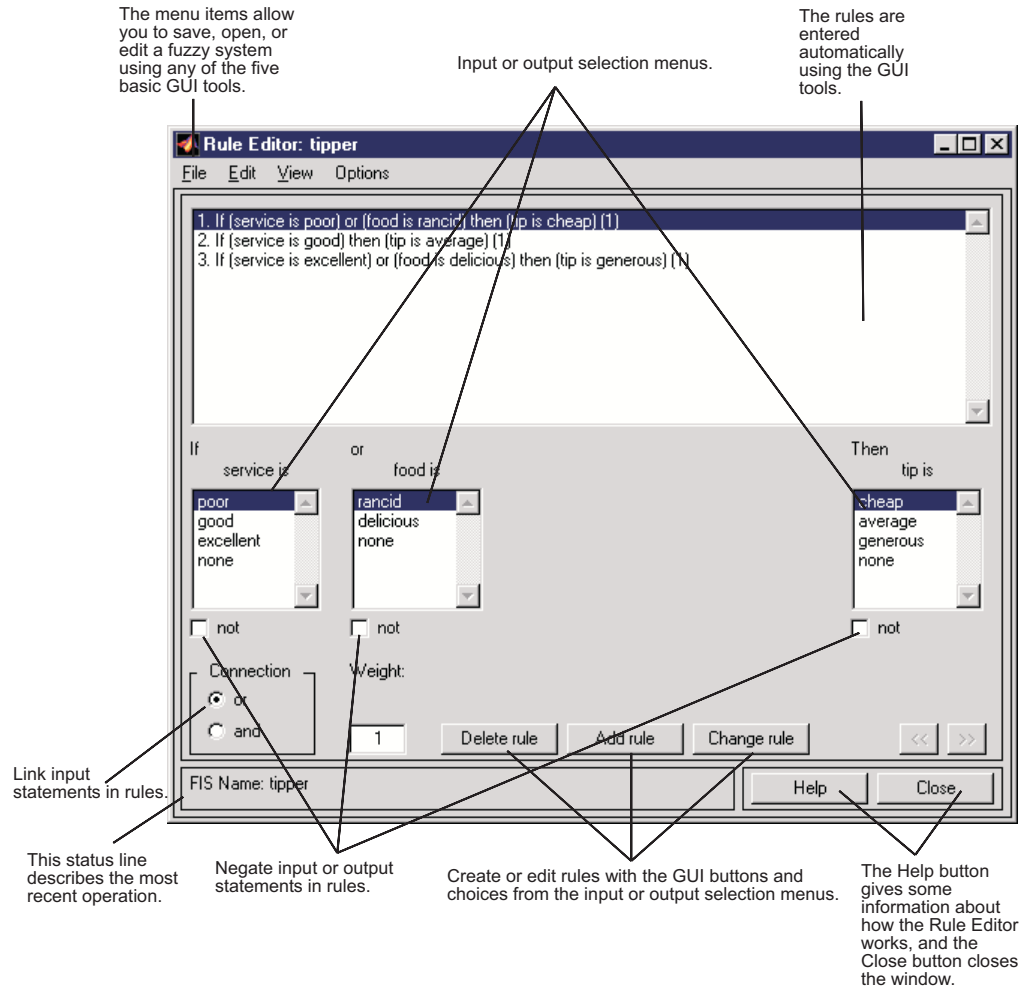 The menu items allow
you to save, open, or
edit a fuzzy system
using any of the five
basic GUI tools.
Input or output selection menus.
The rules are
entered
automatically
using the GUI
tools.
Rule Editor: tipper
File Edit View Options
1. If (service is poor) or (food is rancid) then (tip is cheap) (1)
2. If (service is good) then (tip is average) (1)
3. If (service is excellent) or (food is delicious) then (tip is generous) (1)
If or Then
service is food is tip is
poor rancid cheap
good delicious average
excellent none generous
none none
not not not
Connection Weight:
or
and 1 Delete rule Add rule Change rule << >>
FIS Name: tipper Help Close
Link input
statements in rules.
This status line
describes the most
recent operation.
Negate input or output
statements in rules.
Create or edit rules with the GUI buttons and
choices from the input or output selection menus.
The Help button
gives some
information about
how the Rule Editor
works, and the
Close button closes
the window.